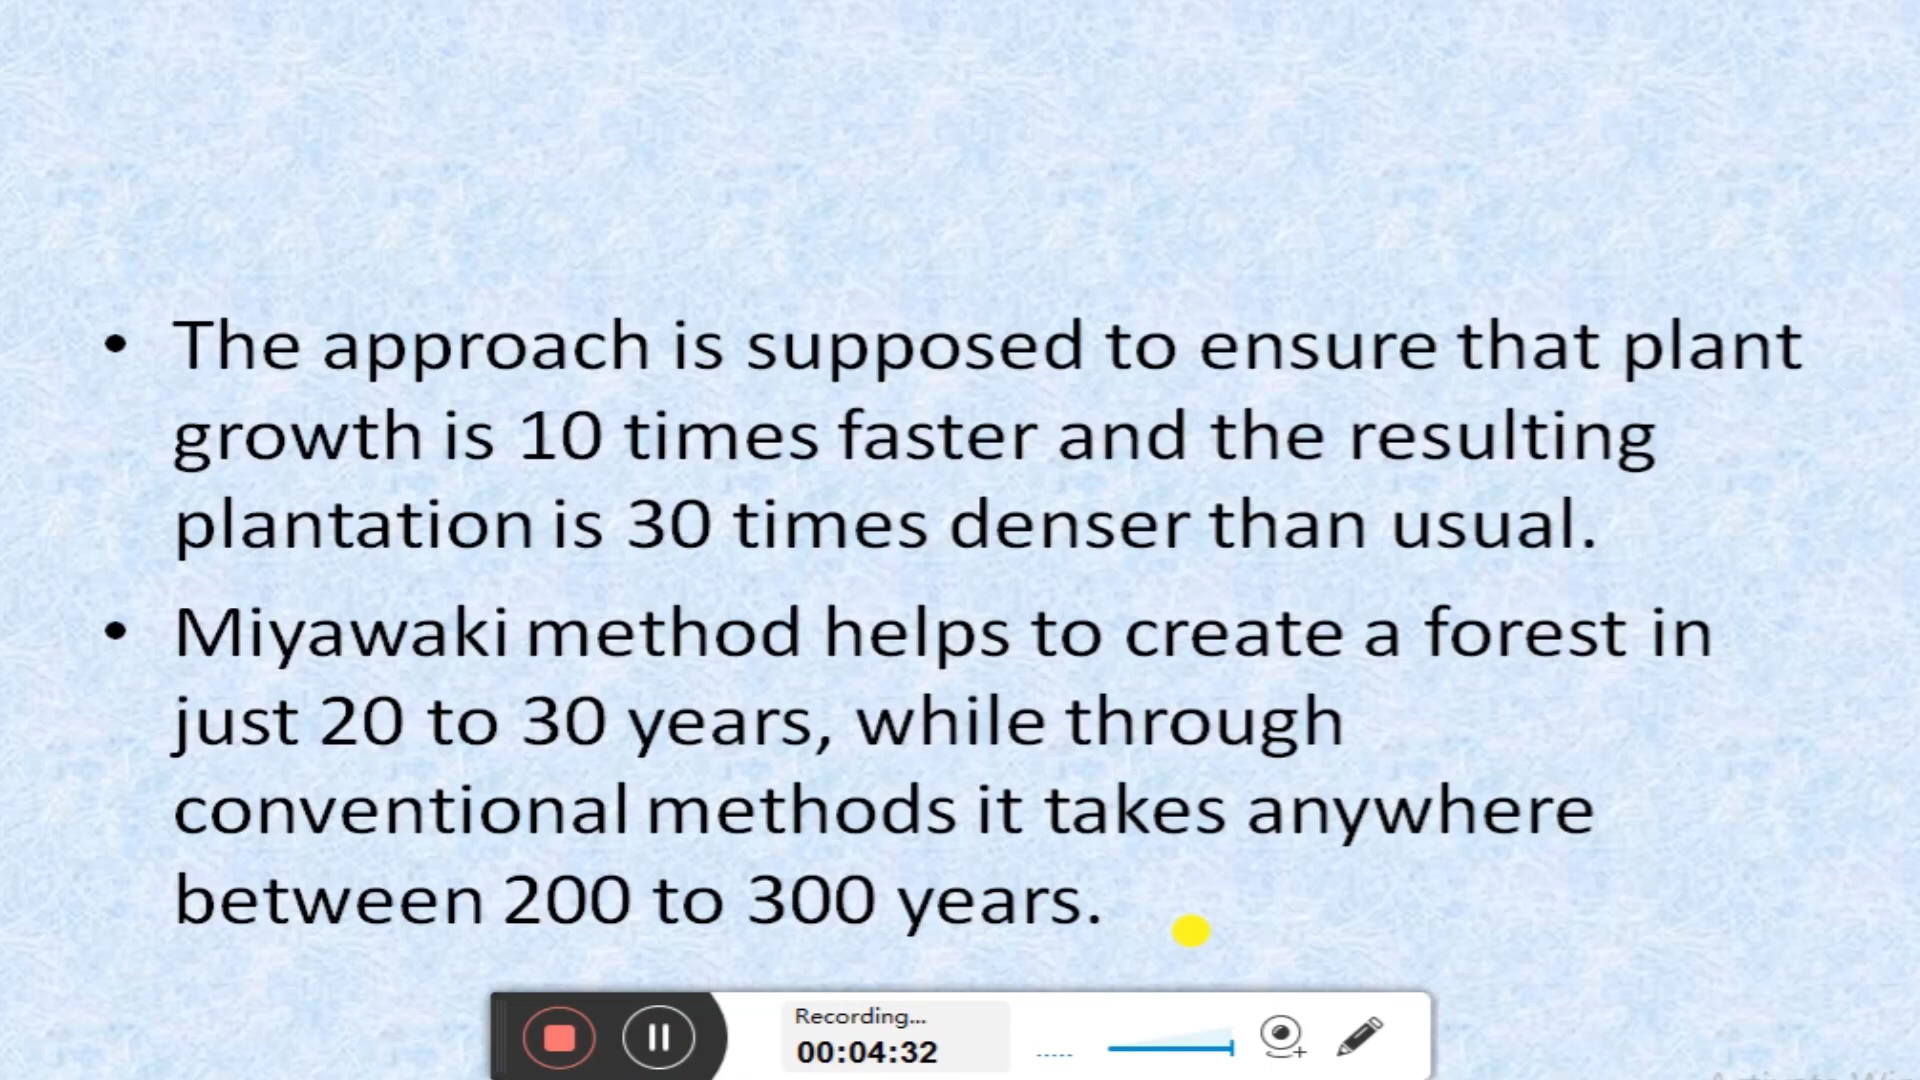 • The approach is supposed to ensure that plant
growth is 10 times faster and the resulting
plantation is 30 times denser than usual.
• Miyawaki method helps to create a forest in
just 20 to 30 years, while through
conventional methods it takes anywhere
between 200 to 300 years.
Recording...
00:04:32